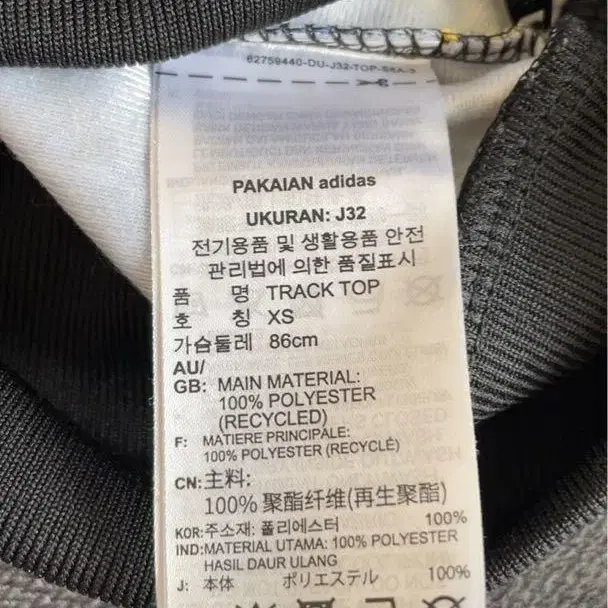 62759440-DU-J32-TOP-
PAKAIAN adidas
UKURAN: J32
전기용품 및 생활용품 안전
관리법에 의한 품질표시
품 명 TRACK TOP
호 칭 XS
가슴둘레 86cm
AU/
GB: MAIN MATERIAL:
100% POLYESTER
(RECYCLED)
F: MATIERE PRINCIPALE:
100% POLYESTER (RECYCLÉ)
CN:主料:
100%聚酯纤维(再生聚酯)
KOR:주소재: 폴리에스터 100%
IND:MATERIAL UTAMA: 100% POLYESTER
HASIL DAUR ULANG
J: 本体 ポリエステル 100%